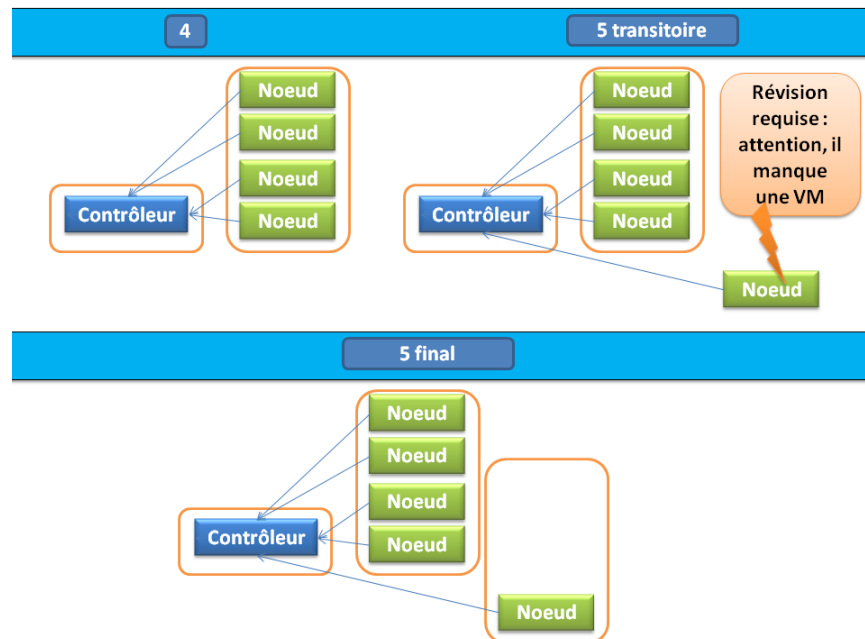 4
5 transitoire
Noeud
Noeud
Noeud
Noeud
Contrôleur
Noeud
Noeud
Noeud
Noeud
Contrôleur
Révision
requise :
attention, il
manque
une VM
Noeud
5 final
Noeud
Noeud
Noeud
Noeud
Contrôleur
Noeud